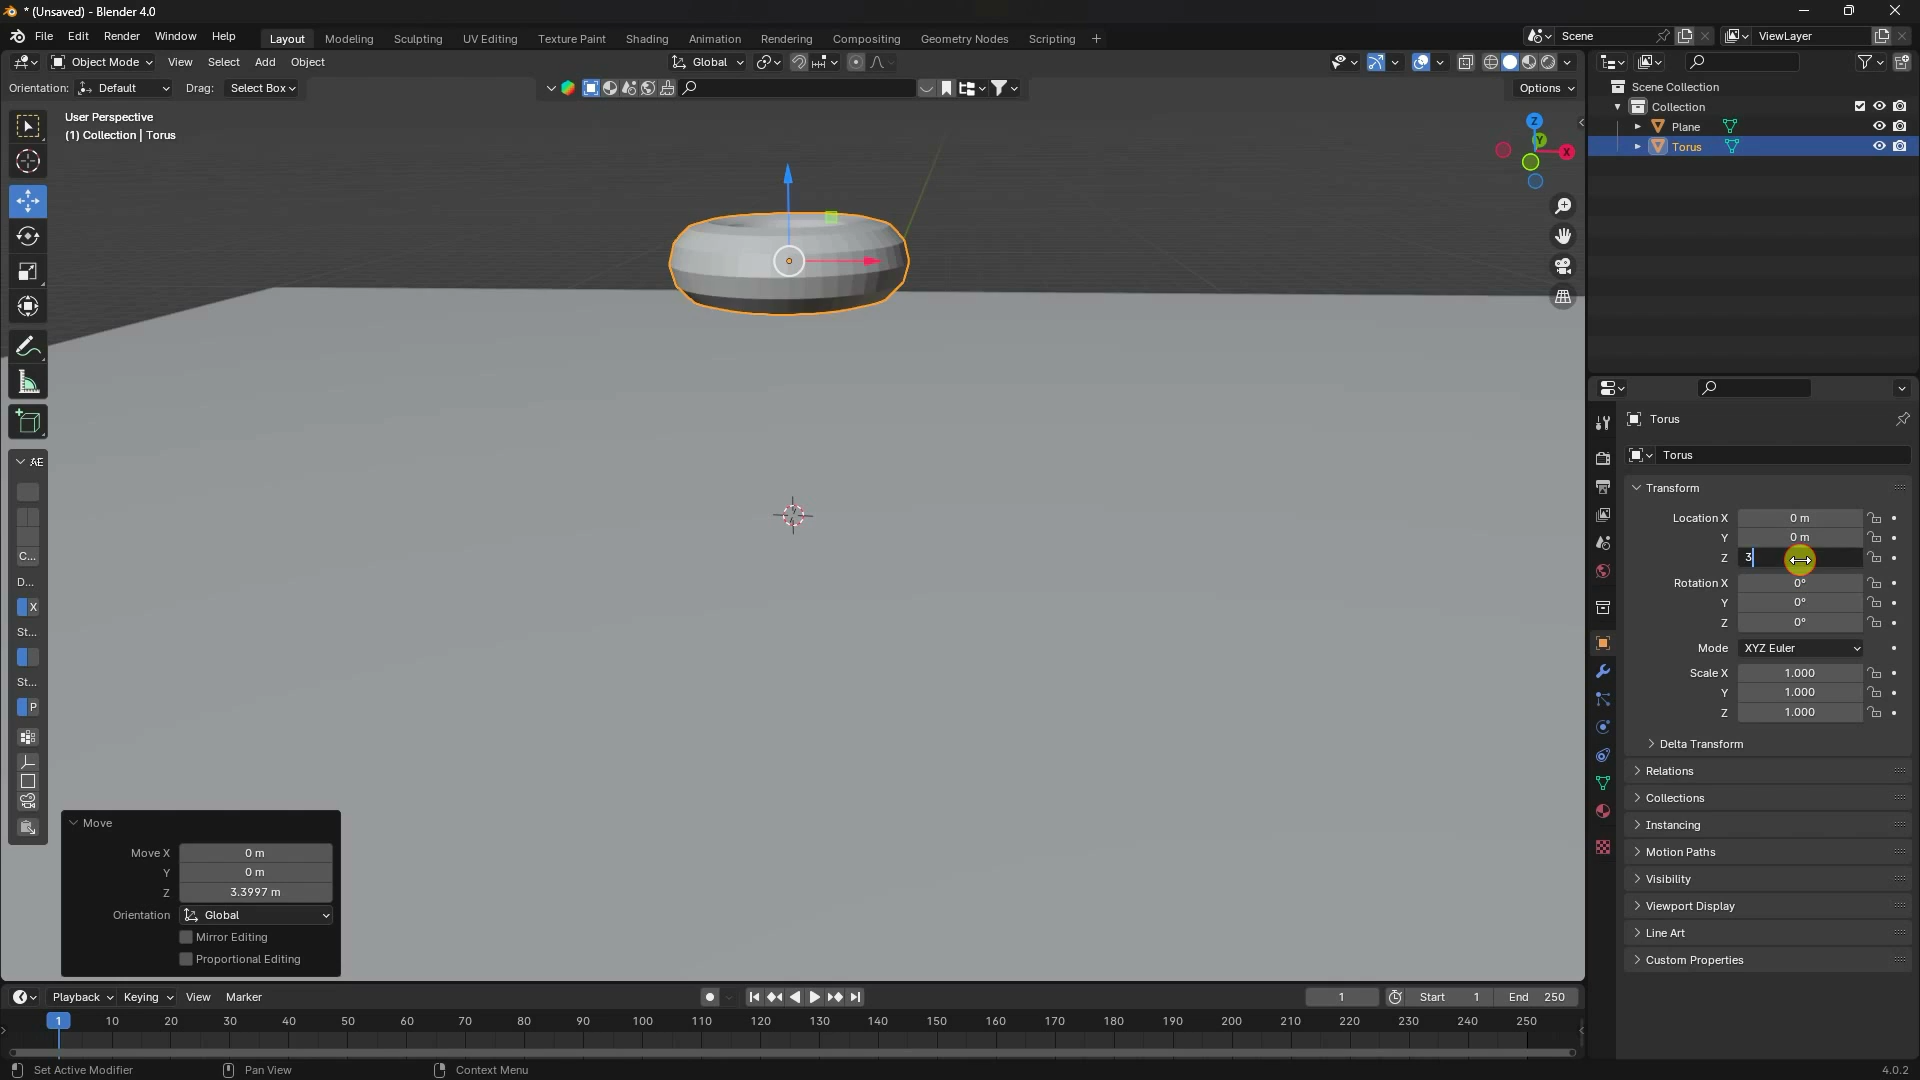 * (Unsaved) - Blender 4.0
File Edit Render Window Help Layout Modeling Sculpting UV Editing Texture Paint Shading Animation Rendering Compositing Geometry Nodes Scripting + Scene ViewLayer
Object Mode View Select Add Object Global
Orientation: Default Drag: Select Box Options
User Perspective
(1) Collection | Torus
Z
Y
X
Scene Collection
Collection
Plane
Torus
AE
C...
D...
X
St...
St...
P
Torus
Torus
Transform
Location X 0 m
Y 0 m
Z 3
Rotation X 0°
Y 0°
Z 0°
Mode XYZ Euler
Scale X 1.000
Y 1.000
Z 1.000
Delta Transform
Relations
Collections
Instancing
Motion Paths
Visibility
Viewport Display
Line Art
Custom Properties
Move
Move X 0 m
Y 0 m
Z 3.3997 m
Orientation Global
Mirror Editing
Proportional Editing
Playback Keying View Marker 1 Start 1 End 250
1 10 20 30 40 50 60 70 80 90 100 110 120 130 140 150 160 170 180 190 200 210 220 230 240 250
Set Active Modifier Pan View Context Menu 4.0.2